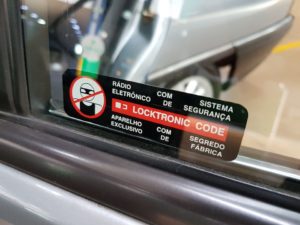 RÁDIO COM SISTEMA
ELETRÔNICO DE SEGURANÇA
LOCKTRONIC CODE
APARELHO COM SEGREDO
EXCLUSIVO DE FÁBRICA